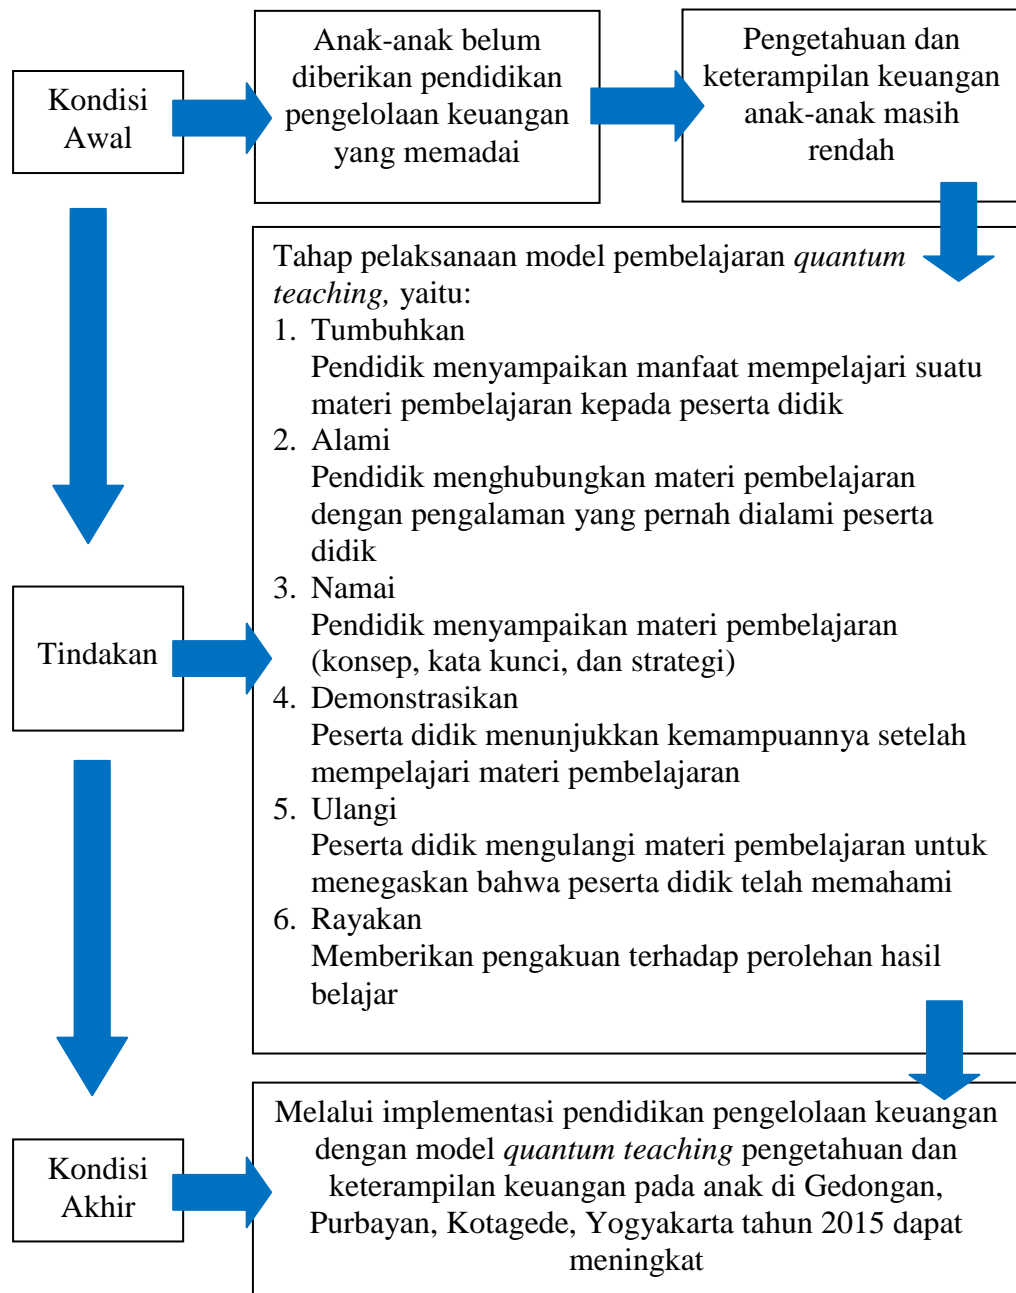 Kondisi
Awal
Anak-anak belum
diberikan pendidikan
pengelolaan keuangan
yang memadai
Pengetahuan dan
keterampilan keuangan
anak-anak masih
rendah
Tindakan
Tahap pelaksanaan model pembelajaran quantum
teaching, yaitu:
1. Tumbuhkan
Pendidik menyampaikan manfaat mempelajari suatu
materi pembelajaran kepada peserta didik
2. Alami
Pendidik menghubungkan materi pembelajaran
dengan pengalaman yang pernah dialami peserta
didik
3. Namai
Pendidik menyampaikan materi pembelajaran
(konsep, kata kunci, dan strategi)
4. Demonstrasikan
Peserta didik menunjukkan kemampuannya setelah
mempelajari materi pembelajaran
5. Ulangi
Peserta didik mengulangi materi pembelajaran untuk
menegaskan bahwa peserta didik telah memahami
6. Rayakan
Memberikan pengakuan terhadap perolehan hasil
belajar
Kondisi
Akhir
Melalui implementasi pendidikan pengelolaan keuangan
dengan model quantum teaching pengetahuan dan
keterampilan keuangan pada anak di Gedongan,
Purbayan, Kotagede, Yogyakarta tahun 2015 dapat
meningkat